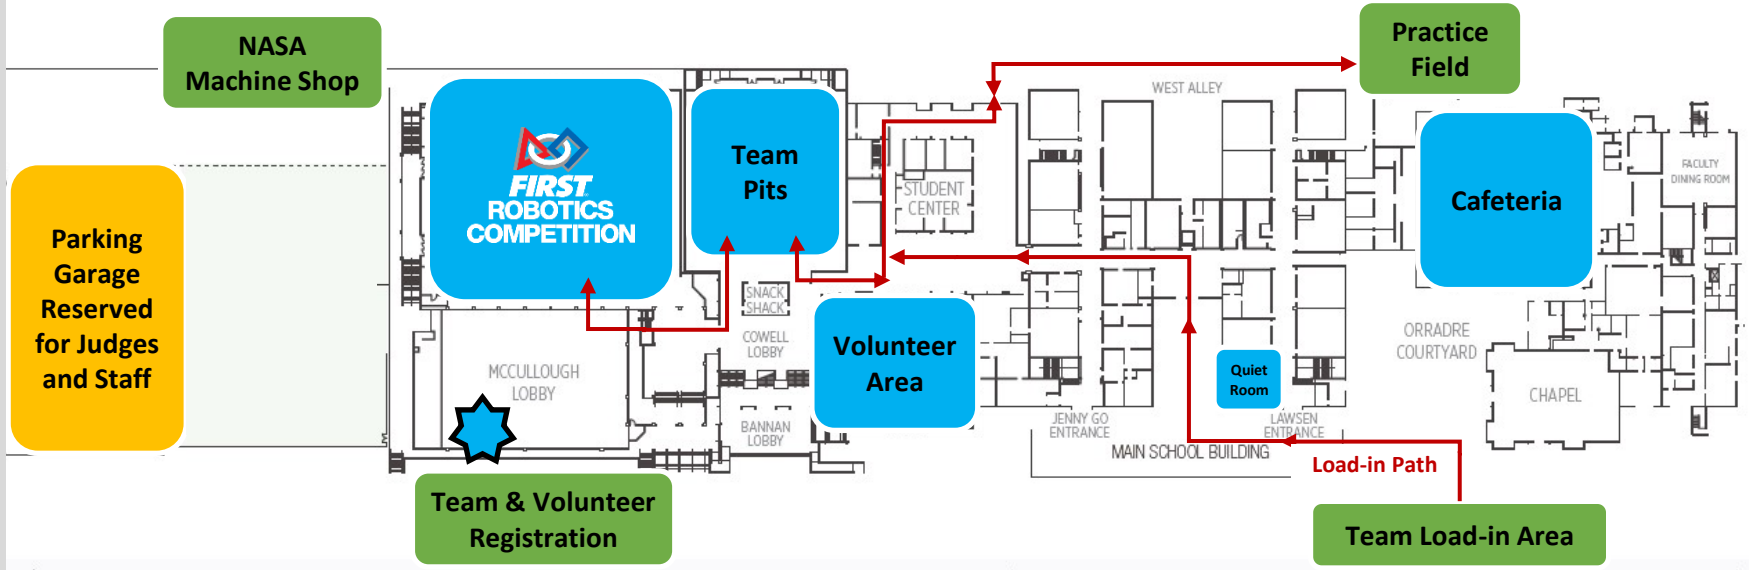 NASA
Machine Shop
Practice
Field
WEST ALLEY
FIRST
ROBOTICS
COMPETITION
Team
Pits
STUDENT
CENTER
Cafeteria
FACULTY
DINING ROOM
Parking
Garage
Reserved
for Judges
and Staff
SNACK
SHACK
COWELL
LOBBY
Volunteer
Area
ORRADRE
COURTYARD
MCCULLOUGH
LOBBY
Quiet
Room
CHAPEL
BANNAN
LOBBY
JENNY GO
ENTRANCE
LAWSEN
ENTRANCE
MAIN SCHOOL BUILDING
Load-in Path
Team & Volunteer
Registration
Team Load-in Area